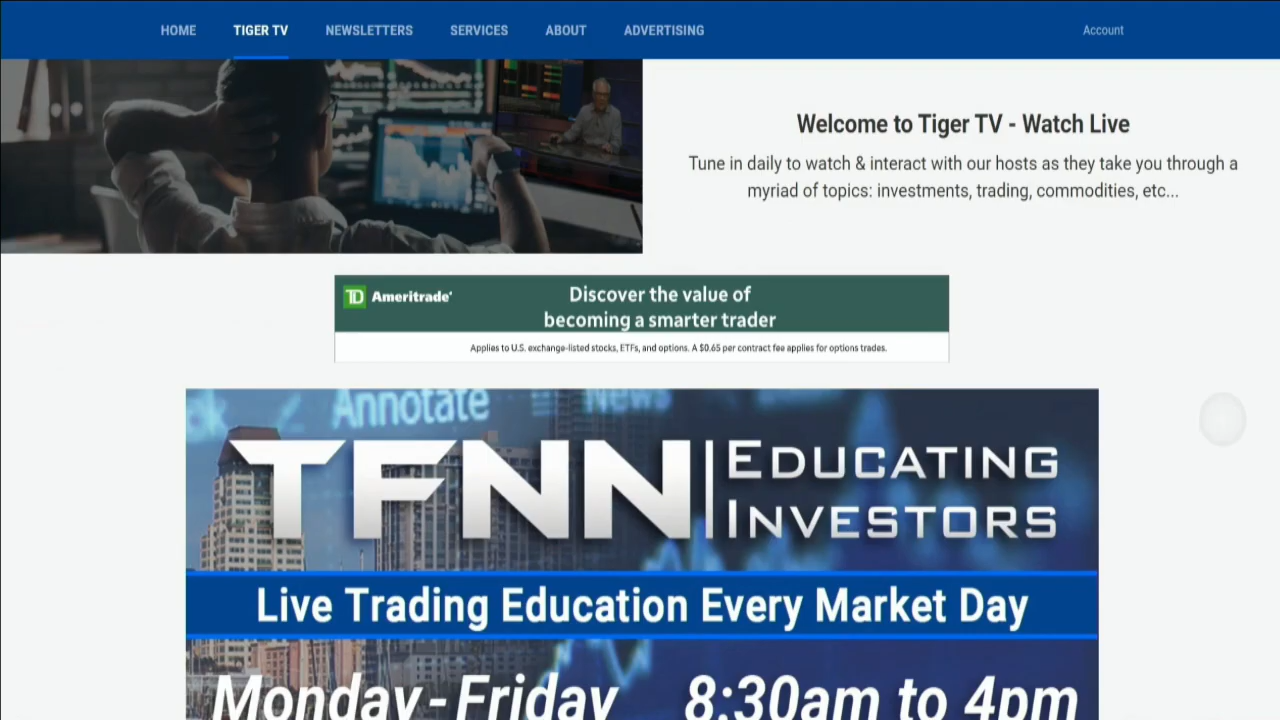 HOME TIGER TV NEWSLETTERS SERVICES ABOUT ADVERTISING Account
Welcome to Tiger TV - Watch Live
Tune in daily to watch & interact with our hosts as they take you through a
myriad of topics: investments, trading, commodities, etc...
TD Ameritrade
Discover the value of
becoming a smarter trader
Applies to U.S. exchange-listed stocks, ETFs, and options. A $0.65 per contract fee applies for options trades.
Annotate News
TFNN EDUCATING
INVESTORS
Live Trading Education Every Market Day
Monday - Friday 8:30am to 4pm